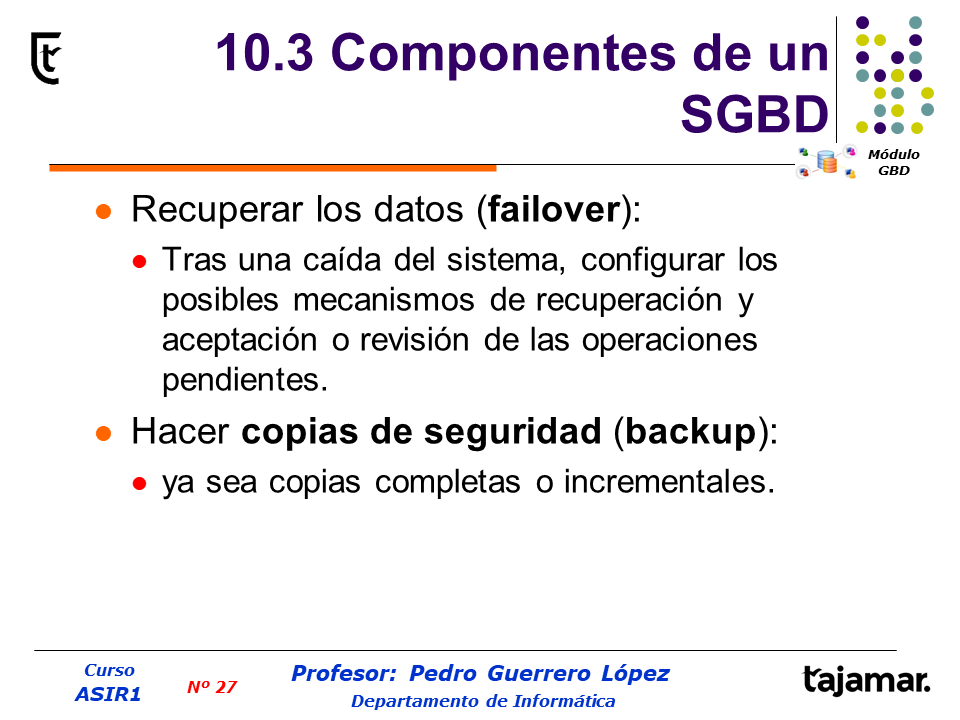 10.3 Componentes de un
SGBD
Módulo
GBD
Recuperar los datos (failover):
Tras una caída del sistema, configurar los
posibles mecanismos de recuperación y
aceptación o revisión de las operaciones
pendientes.
Hacer copias de seguridad (backup):
ya sea copias completas o incrementales.
Curso
ASIR1
Nº 27
Profesor: Pedro Guerrero López
Departamento de Informática
tajamar.